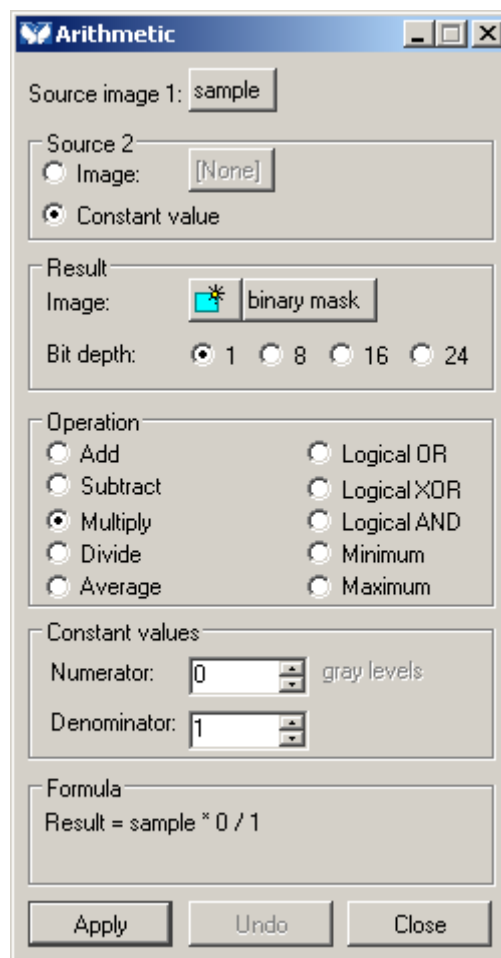 Arithmetic
Source image 1: sample
Source 2
Image: [None]
Constant value
Result
Image: binary mask
Bit depth: 1 8 16 24
Operation
Add Logical OR
Subtract Logical XOR
Multiply Logical AND
Divide Minimum
Average Maximum
Constant values
Numerator: 0 gray levels
Denominator: 1
Formula
Result = sample * 0 / 1
Apply Undo Close